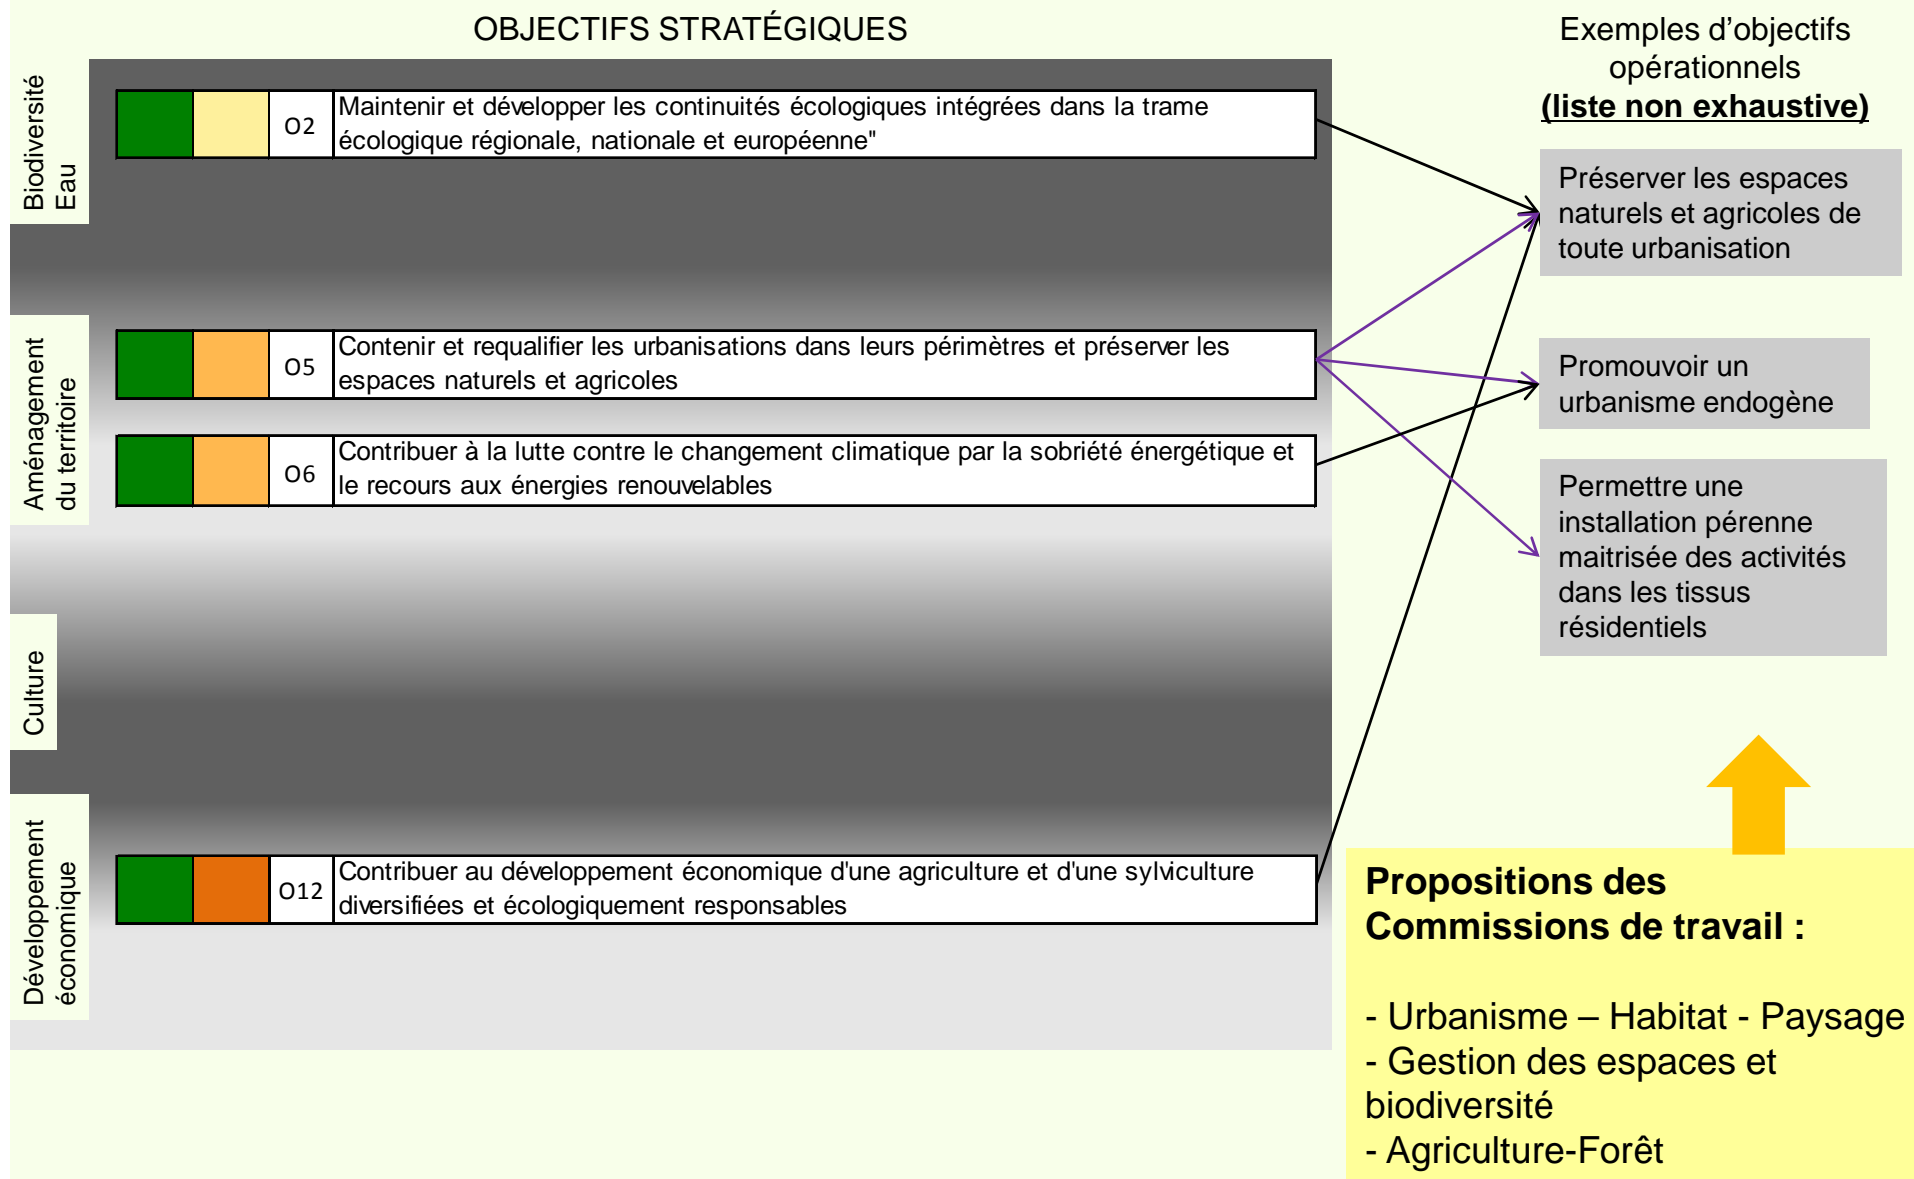 OBJECTIFS STRATÉGIQUES
Exemples d'objectifs
opérationnels
(liste non exhaustive)
Biodiversité
Eau
O2
Maintenir et développer les continuités écologiques intégrées dans la trame
écologique régionale, nationale et européenne"
Aménagement
du territoire
O5
Contenir et requalifier les urbanisations dans leurs périmètres et préserver les
espaces naturels et agricoles
O6
Contribuer à la lutte contre le changement climatique par la sobriété énergétique et
le recours aux énergies renouvelables
Culture
Développement
économique
O12
Contribuer au développement économique d'une agriculture et d'une sylviculture
diversifiées et écologiquement responsables
Préserver les espaces
naturels et agricoles de
toute urbanisation
Promouvoir un
urbanisme endogène
Permettre une
installation pérenne
maitrisée des activités
dans les tissus
résidentiels
Propositions des
Commissions de travail :
- Urbanisme – Habitat - Paysage
- Gestion des espaces et
biodiversité
- Agriculture-Forêt